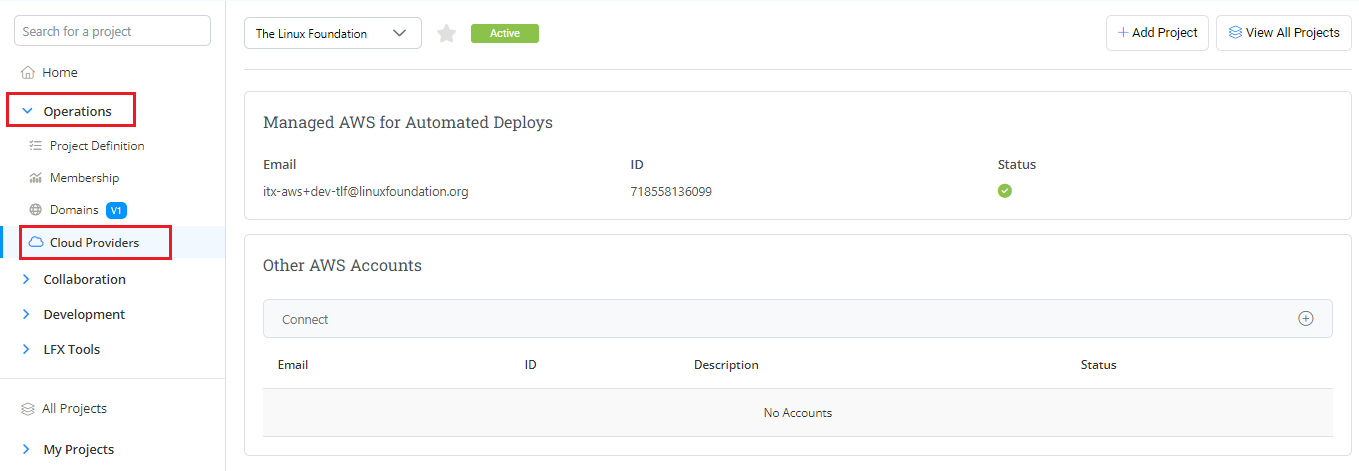 Search for a project
Home
Operations
Project Definition
Membership
Domains V1
Cloud Providers
Collaboration
Development
LFX Tools
All Projects
My Projects
The Linux Foundation Active + Add Project View All Projects
Managed AWS for Automated Deploys
Email ID Status
itx-aws+dev-tlf@linuxfoundation.org 718558136099
Other AWS Accounts
Connect
Email ID Description Status
No Accounts